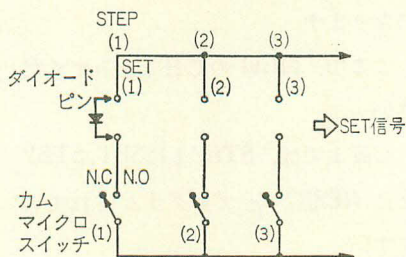 STEP
(1) (2) (3)
SET
(1) (2) (3)
ダイオード
ピン
⇨SET信号
N.C N.O
カム
マイクロ
スイッチ
(1) (2) (3)